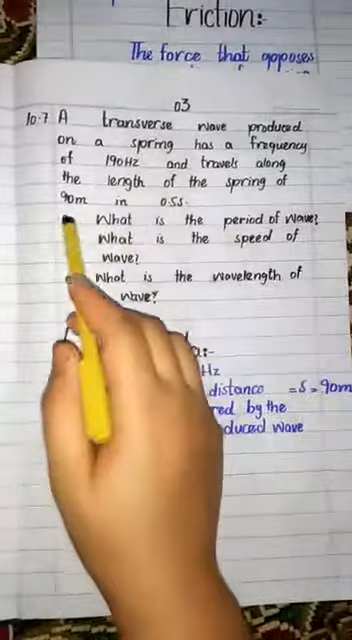 Friction:-
The force that opposes
03
10.7 A transverse wave produced
on a spring has a frequency
of 190Hz and travels along
the length of the spring of
90m in 0.5s.
What is the period of wave?
What is the speed of
wave?
What is the wavelength of
wave?
a:-
Hz
distance = S = 90m
red by the
duced wave